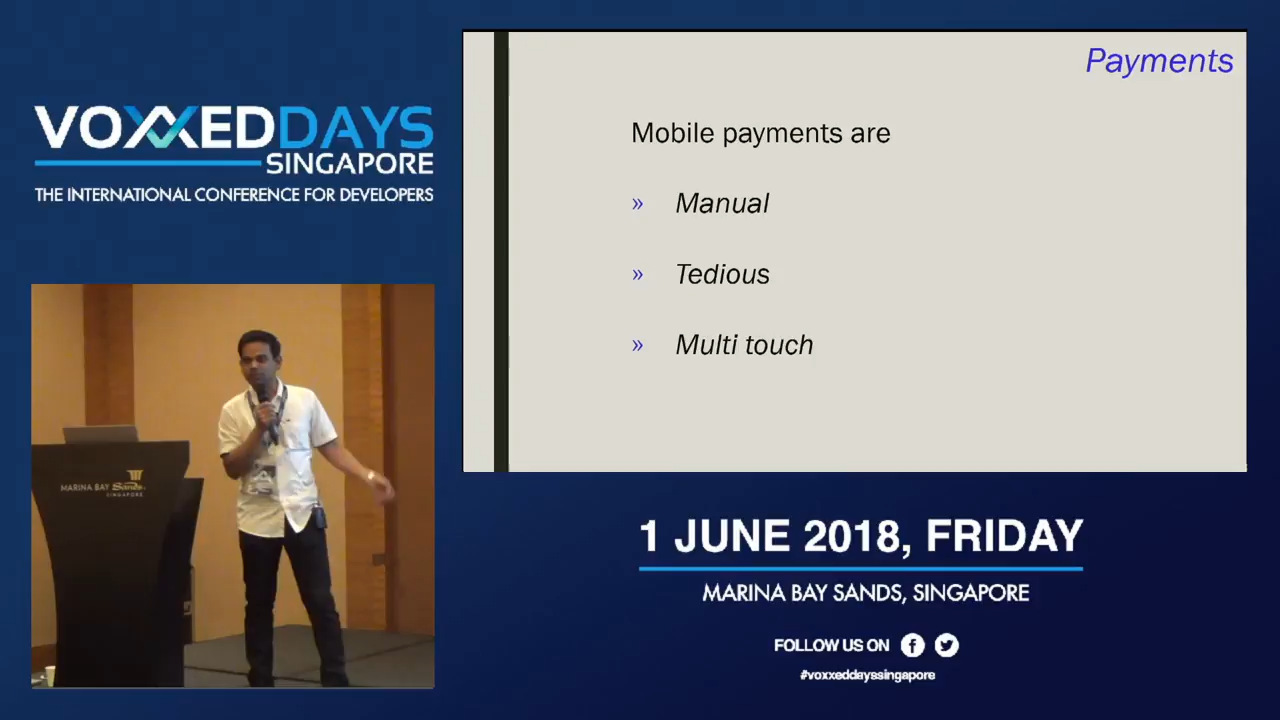 VOXXEDDAYS
SINGAPORE
THE INTERNATIONAL CONFERENCE FOR DEVELOPERS
MARINA BAY Sands
SINGAPORE
Payments
Mobile payments are
» Manual
» Tedious
» Multi touch
1 JUNE 2018, FRIDAY
MARINA BAY SANDS, SINGAPORE
FOLLOW US ON
#voxxeddayssingapore